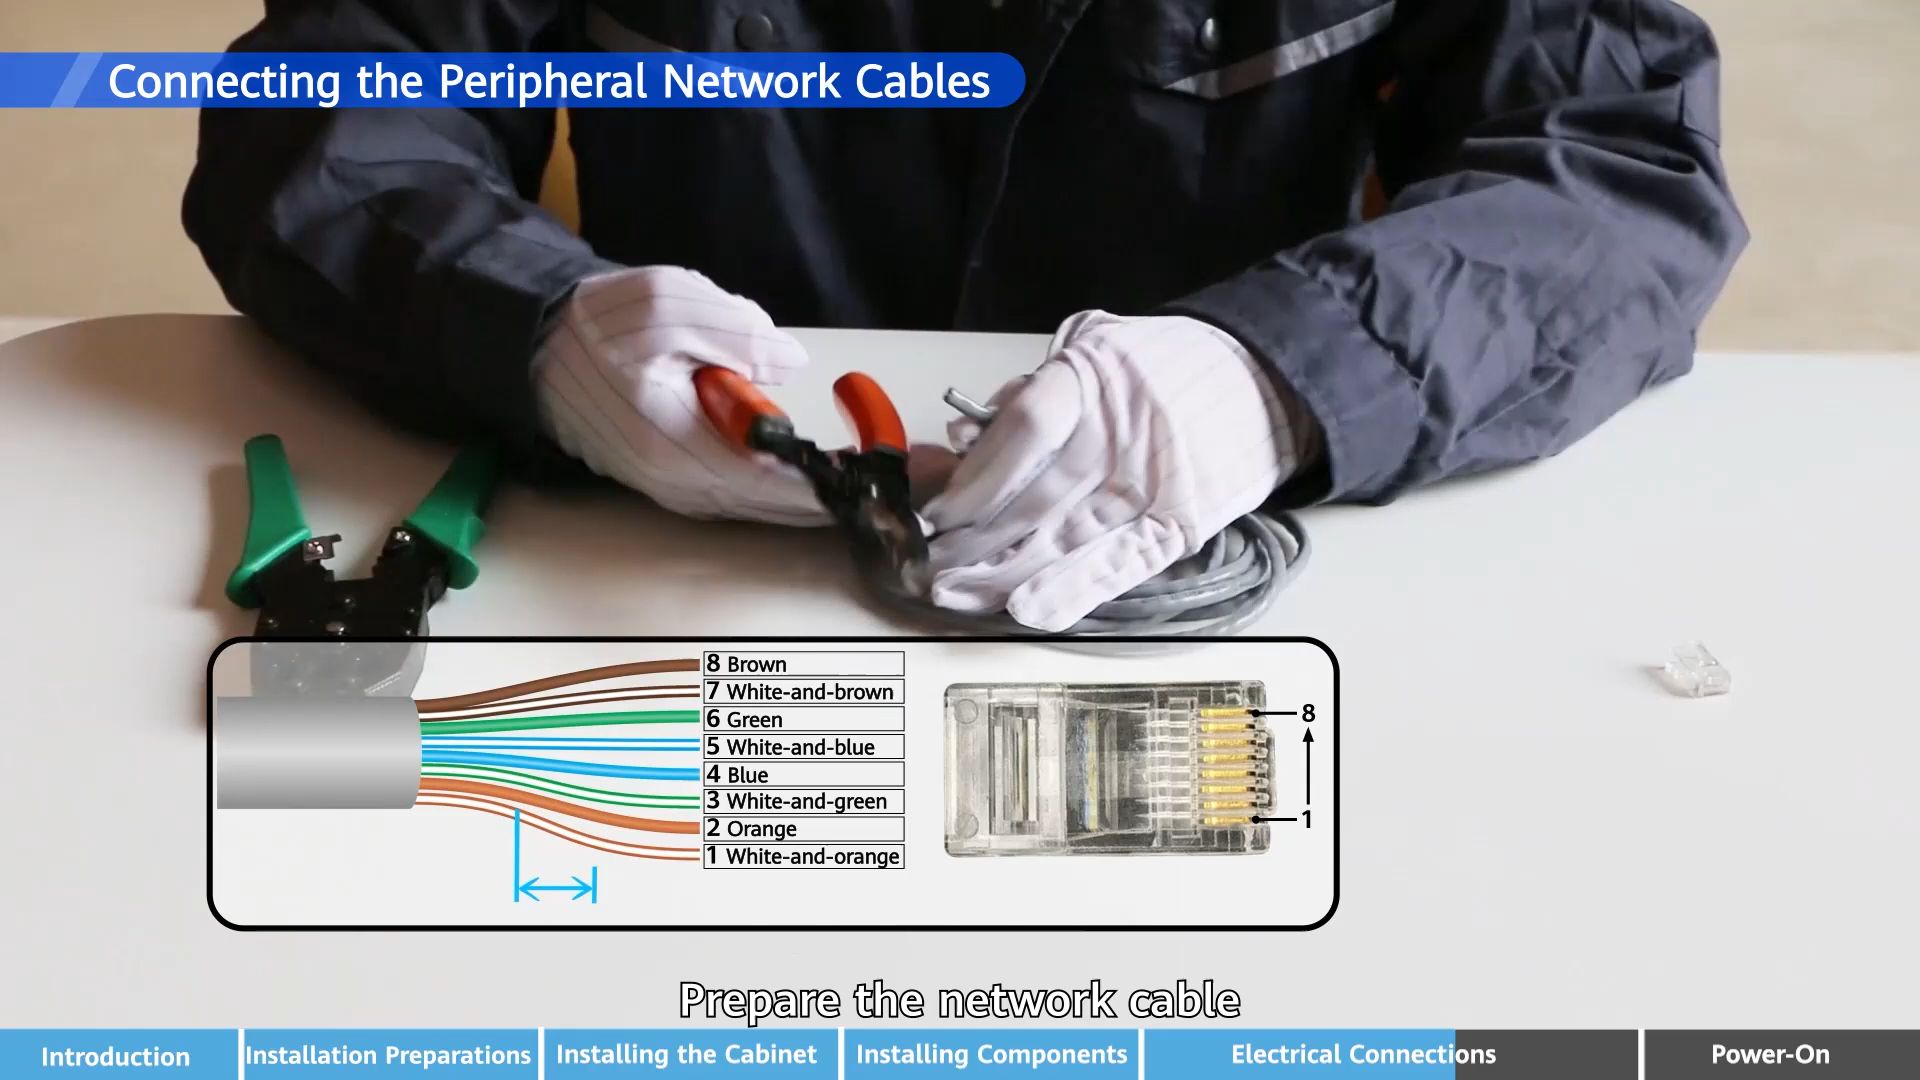 Connecting the Peripheral Network Cables
8 Brown
7 White-and-brown
6 Green
5 White-and-blue
4 Blue
3 White-and-green
2 Orange
1 White-and-orange
8
1
Prepare the network cable
Introduction
Installation Preparations
Installing the Cabinet
Installing Components
Electrical Connections
Power-On